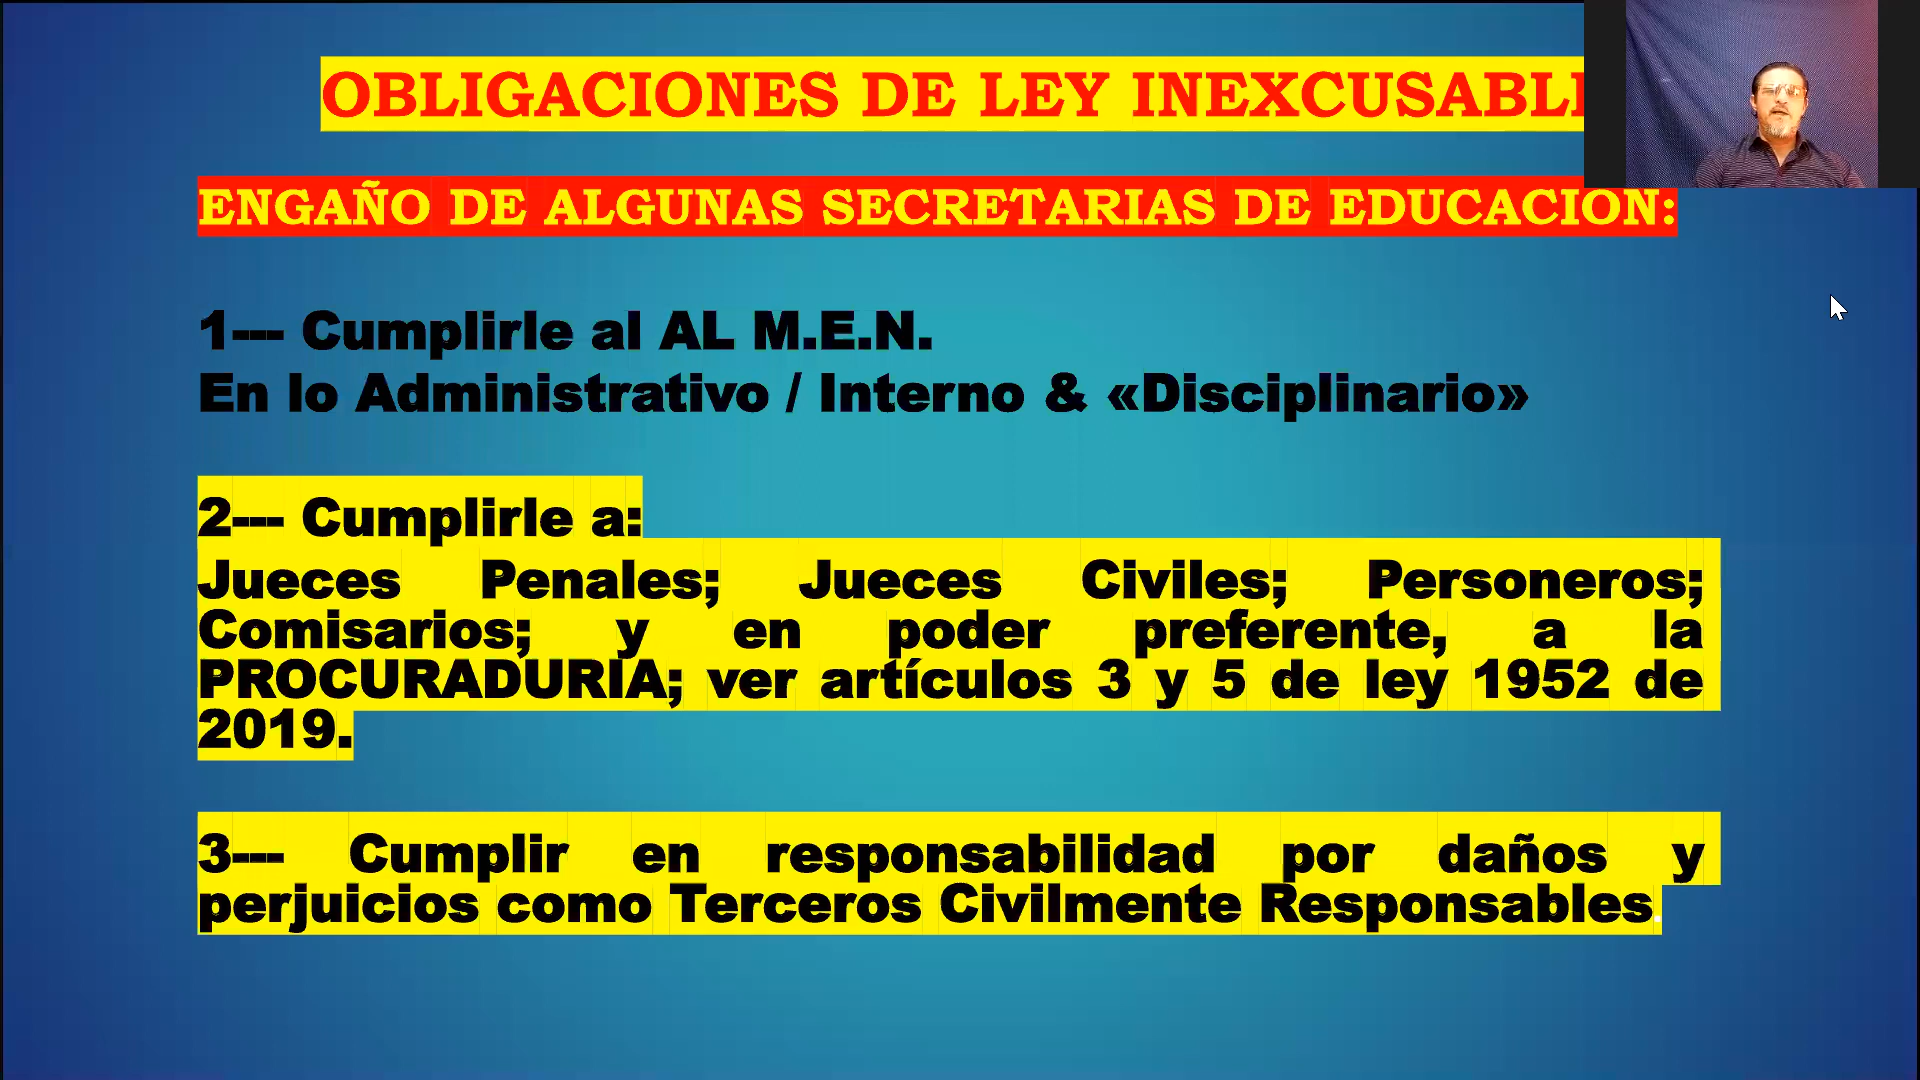 OBLIGACIONES DE LEY INEXCUSABL
ENGAÑO DE ALGUNAS SECRETARIAS DE EDUCACION:
1--- Cumplirle al AL M.E.N.
En lo Administrativo / Interno & «Disciplinario»
2--- Cumplirle a:
Jueces Penales; Jueces Civiles; Personeros;
Comisarios; y en poder preferente, a la
PROCURADURIA; ver artículos 3 y 5 de ley 1952 de
2019.
3--- Cumplir en responsabilidad por daños y
perjuicios como Terceros Civilmente Responsables.